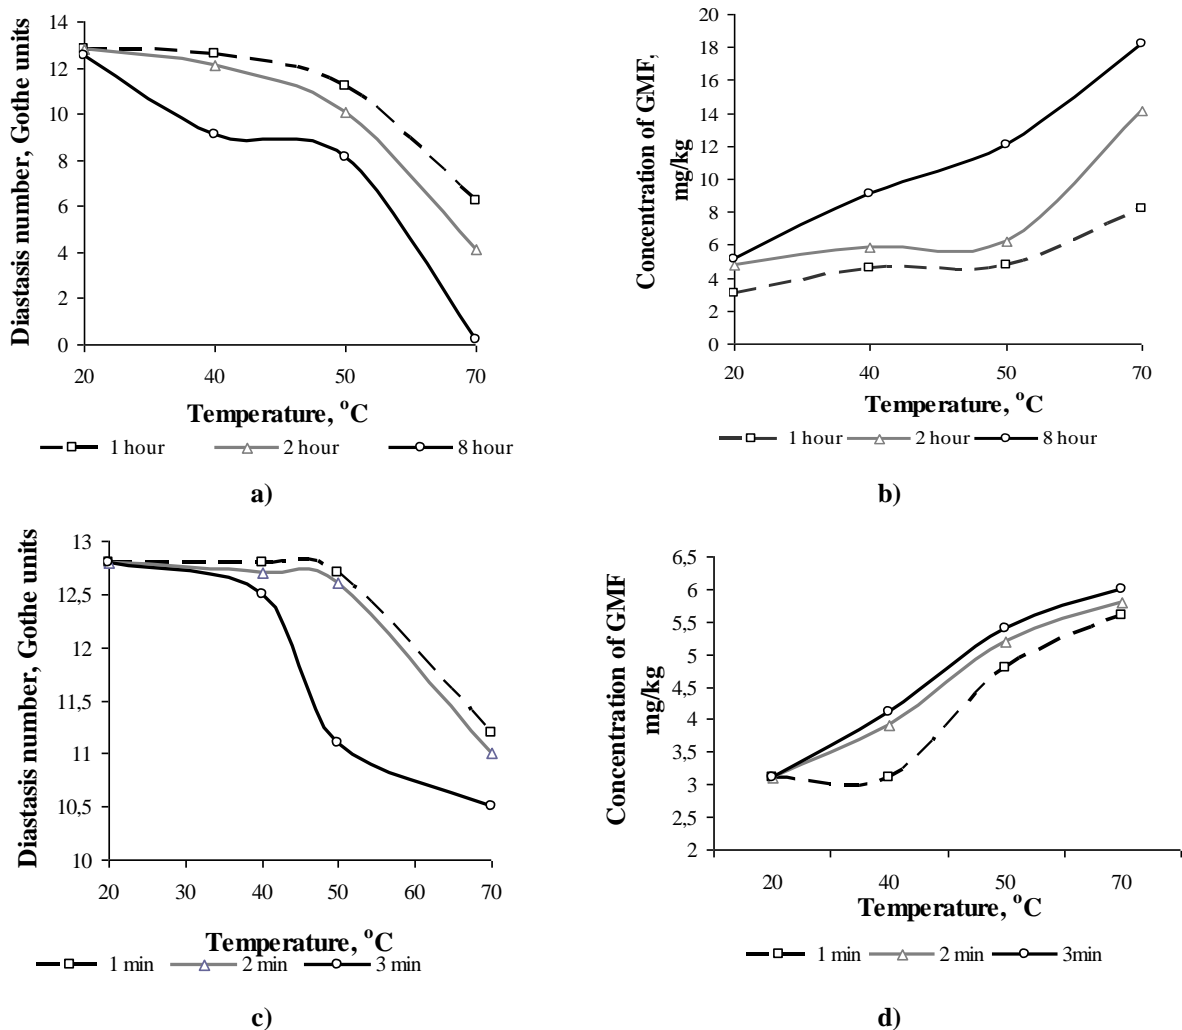 14
12
10
8
6
4
2
0
Diastasis number, Gothe units
20 40 50 70
Temperature, °C
1 hour 2 hour 8 hour
a)
20
18
16
14
12
10
8
6
4
2
0
Concentration of GMF,
mg/kg
20 40 50 70
Temperature, °C
1 hour 2 hour 8 hour
b)
13
12,5
12
11,5
11
10,5
10
Diastasis number, Gothe units
20 30 40 50 60 70
Temperature, °C
1 min 2 min 3 min
c)
6,5
6
5,5
5
4,5
4
3,5
3
2,5
2
Concentration of GMF
mg/kg
20 40 50 70
Temperature, °C
1 min 2 min 3min
d)